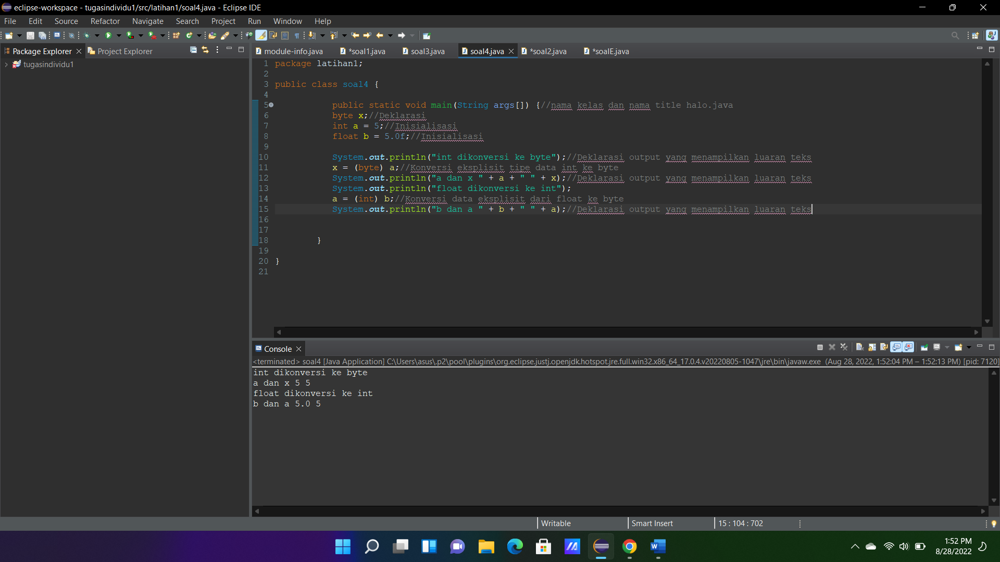 eclipse-workspace - tugasindividu1/src/latihan1/soal4.java - Eclipse IDE
File Edit Source Refactor Navigate Search Project Run Window Help
Package Explorer Project Explorer
module-info.java *soal1.java soal3.java soal4.java *soal2.java *soalE.java
tugasindividu1
1 package latihan1;
2
3 public class soal4 {
4
5 public static void main(String args[]) {//nama kelas dan nama title halo.java
6 byte x;//Deklarasi
7 int a = 5;//Inisialisasi
8 float b = 5.0f;//Inisialisasi
9
10 System.out.println("int dikonversi ke byte");//Deklarasi output yang menampilkan luaran teks
11 x = (byte) a;//Konversi eksplisit tipe data int ke byte
12 System.out.println("a dan x " + a + " " + x);//Deklarasi output yang menampilkan luaran teks
13 System.out.println("float dikonversi ke int");
14 a = (int) b;//Konversi data eksplisit dari float ke byte
15 System.out.println("b dan a " + b + " " + a);//Deklarasi output yang menampilkan luaran teks
16
17
18 }
19
20 }
21
Console
<terminated> soal4 [Java Application] C:\Users\asus\.p2\pool\plugins\org.eclipse.justj.openjdk.hotspot.jre.full.win32.x86_64_17.0.4.v20220805-1047\jre\bin\javaw.exe (Aug 28, 2022, 1:52:04 PM – 1:52:13 PM) [pid: 7120]
int dikonversi ke byte
a dan x 5 5
float dikonversi ke int
b dan a 5.0 5
Writable Smart Insert 15 : 104 : 702
1:52 PM
8/28/2022